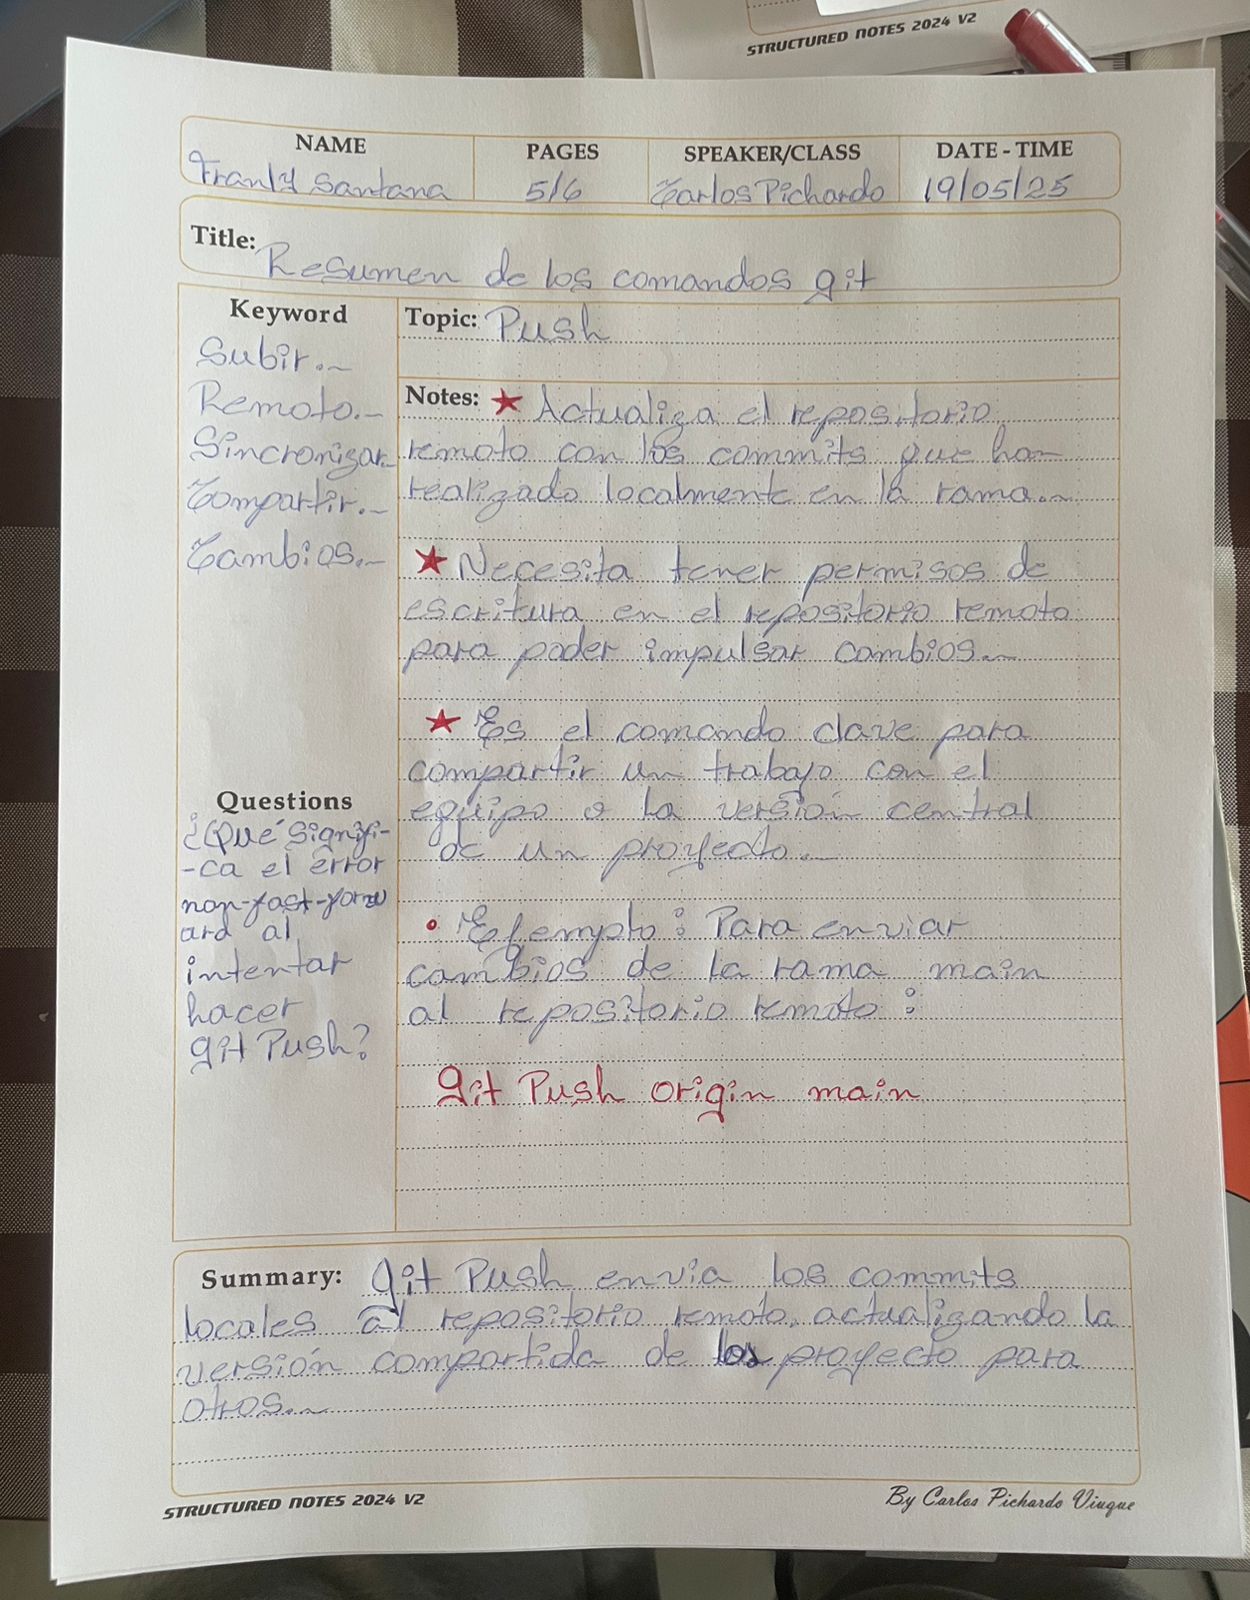 STRUCTURED NOTES 2024 V2
NAME
PAGES
SPEAKER/CLASS
DATE - TIME
Franly Santana
5/6
Carlos Pichardo
19/05/25
Title: Resumen de los comandos git
Keyword
Subir.~
Remoto.~
Sincronizar~
Compartir.~
Cambios.~
Questions
¿Qué signifi-
-ca el error
non-fast-forw
ard al
intentar
hacer
git Push?
Topic: Push
Notes: ★ Actualiza el repositorio
remoto con los commits que han
realizado localmente en la rama.~
★ Necesita tener permisos de
escritura en el repositorio remoto
para poder impulsar cambios.~
★ Es el comando clave para
compartir un trabajo con el
equipo o la versión central
de un proyecto.~
• Ejemplo: Para enviar
cambios de la rama main
al repositorio remoto:
git Push origin main
Summary: git Push envia los commits
locales al repositorio remoto, actualizando la
versión compartida de los proyecto para
otros.~
STRUCTURED NOTES 2024 V2
By Carlos Pichardo Viuque